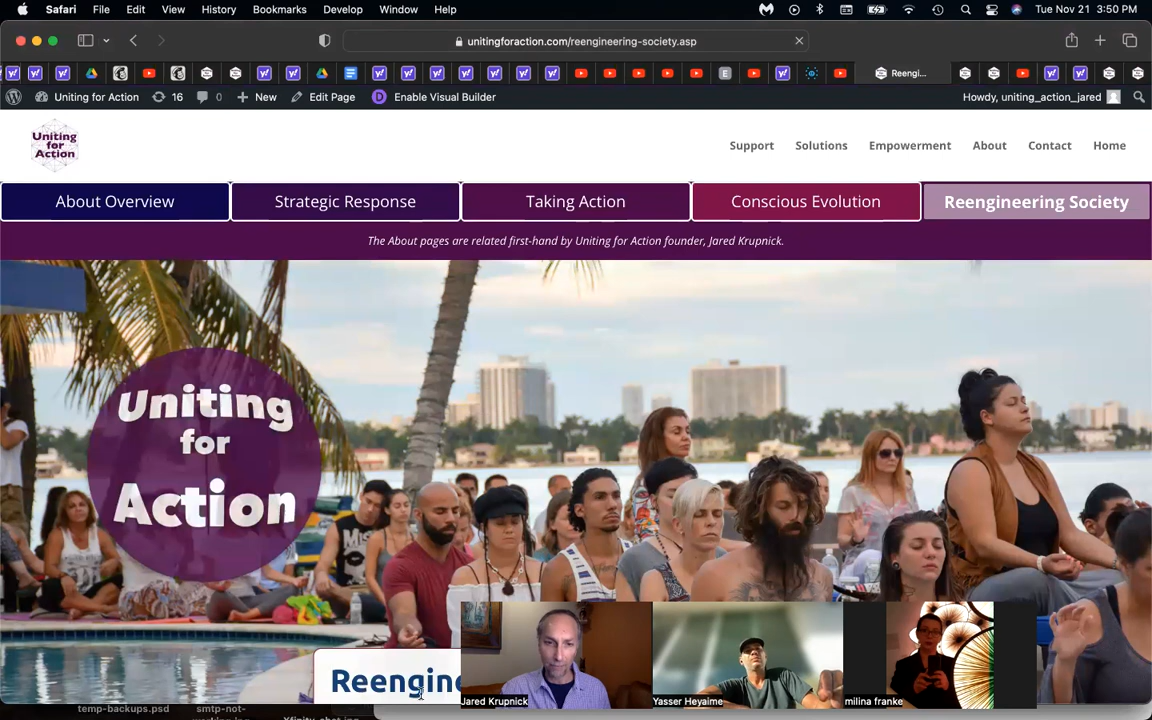 Safari File Edit View History Bookmarks Develop Window Help Tue Nov 21 3:50 PM
unitingforaction.com/reengineering-society.asp
Reengi...
Uniting for Action 16 0 New Edit Page Enable Visual Builder Howdy, uniting_action_jared
Uniting
for
Action
Support Solutions Empowerment About Contact Home
About Overview Strategic Response Taking Action Conscious Evolution Reengineering Society
The About pages are related first-hand by Uniting for Action founder, Jared Krupnick.
Uniting
for
Action
Reengine
Jared Krupnick Yasser Heyaime milina franke
temp-backups.psd smtp-not-